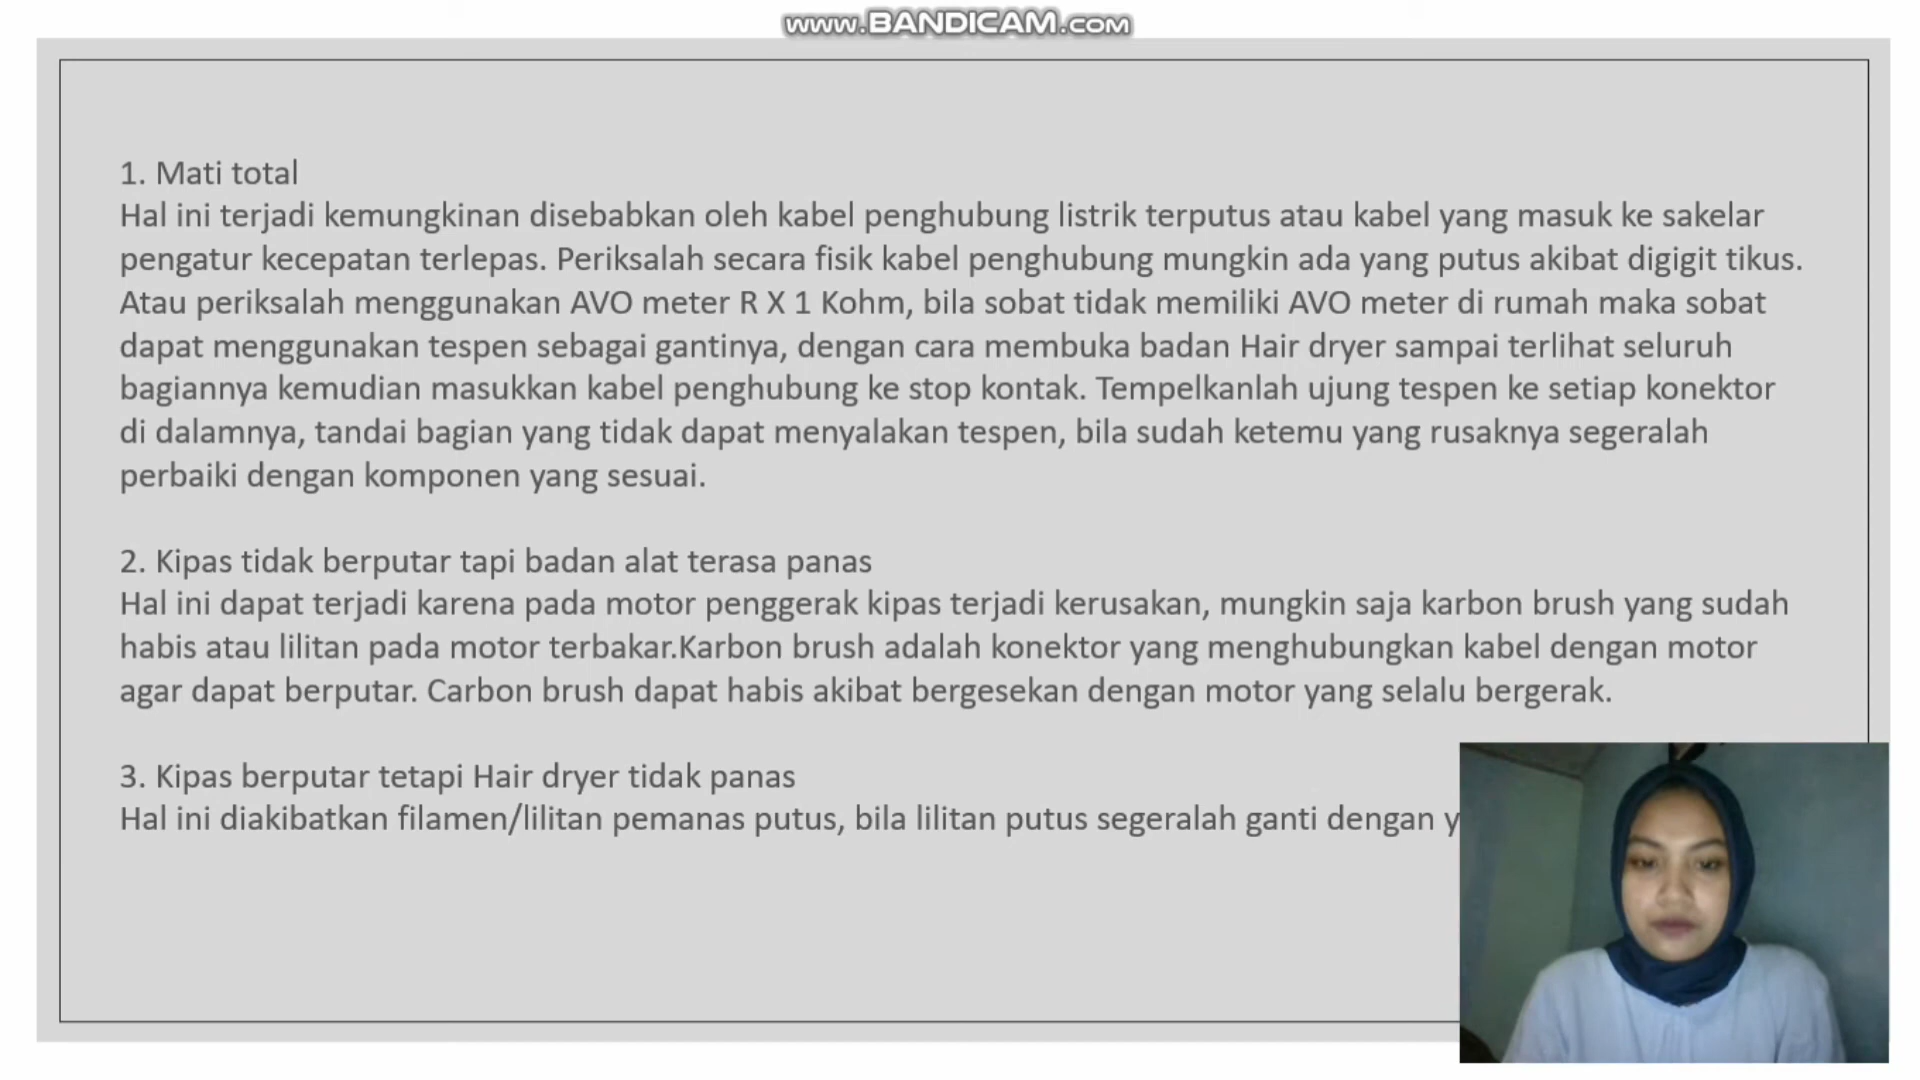 www.BANDICAM.com
1. Mati total
Hal ini terjadi kemungkinan disebabkan oleh kabel penghubung listrik terputus atau kabel yang masuk ke sakelar
pengatur kecepatan terlepas. Periksalah secara fisik kabel penghubung mungkin ada yang putus akibat digigit tikus.
Atau periksalah menggunakan AVO meter R X 1 Kohm, bila sobat tidak memiliki AVO meter di rumah maka sobat
dapat menggunakan tespen sebagai gantinya, dengan cara membuka badan Hair dryer sampai terlihat seluruh
bagiannya kemudian masukkan kabel penghubung ke stop kontak. Tempelkanlah ujung tespen ke setiap konektor
di dalamnya, tandai bagian yang tidak dapat menyalakan tespen, bila sudah ketemu yang rusaknya segeralah
perbaiki dengan komponen yang sesuai.
2. Kipas tidak berputar tapi badan alat terasa panas
Hal ini dapat terjadi karena pada motor penggerak kipas terjadi kerusakan, mungkin saja karbon brush yang sudah
habis atau lilitan pada motor terbakar.Karbon brush adalah konektor yang menghubungkan kabel dengan motor
agar dapat berputar. Carbon brush dapat habis akibat bergesekan dengan motor yang selalu bergerak.
3. Kipas berputar tetapi Hair dryer tidak panas
Hal ini diakibatkan filamen/lilitan pemanas putus, bila lilitan putus segeralah ganti dengan